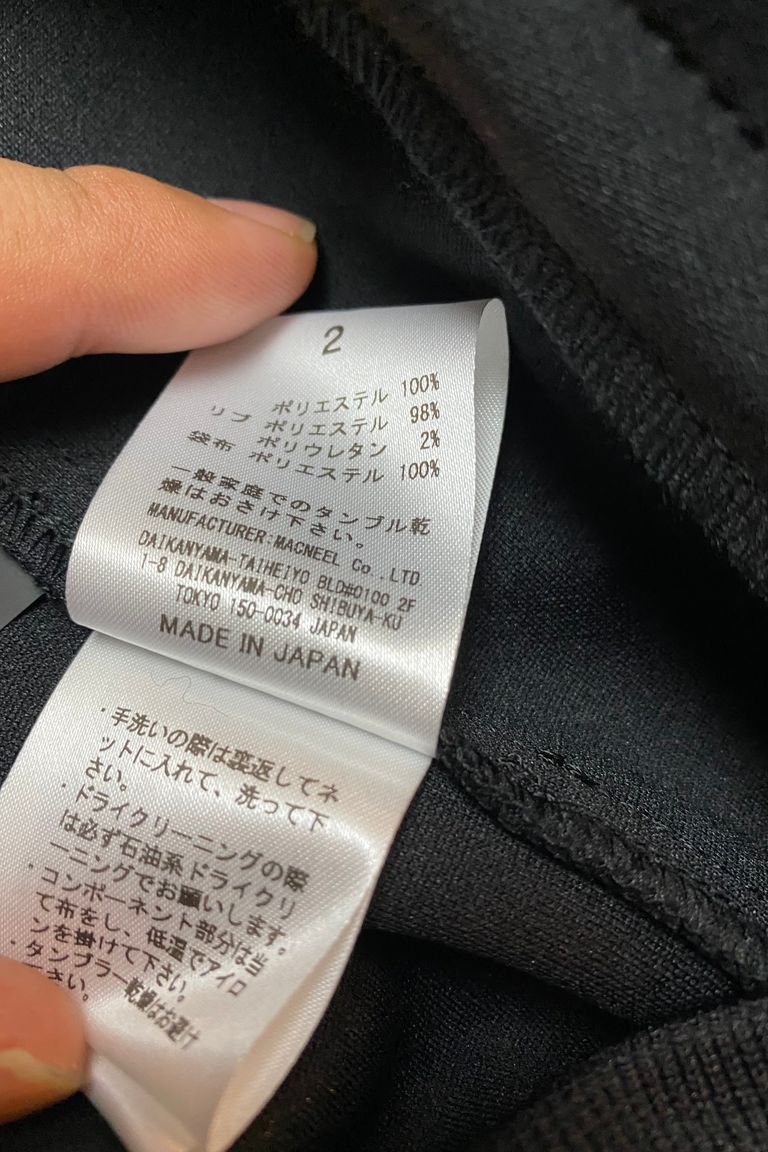 2
ポリエステル 100%
リブ ポリエステル 98%
ポリウレタン 2%
袋布 ポリエステル 100%
一般家庭でのタンブル乾
燥はおさけ下さい。
MANUFACTURER:MACNEEL Co.,LTD
DAIKANYAMA-TAIHEIYO BLD#0100 2F
1-8 DAIKANYAMA-CHO SHIBUYA-KU
TOKYO 150-0034 JAPAN
MADE IN JAPAN
・手洗いの際は裏返してネ
ットに入れて、洗って下
さい。
・ドライクリーニングの際
は必ず石油系ドライクリ
ーニングでお願いします。
・コンポーネント部分は当
て布をし、低温でアイロ
ンを掛けて下さい。
・タンブラー乾燥はお避け
下さい。